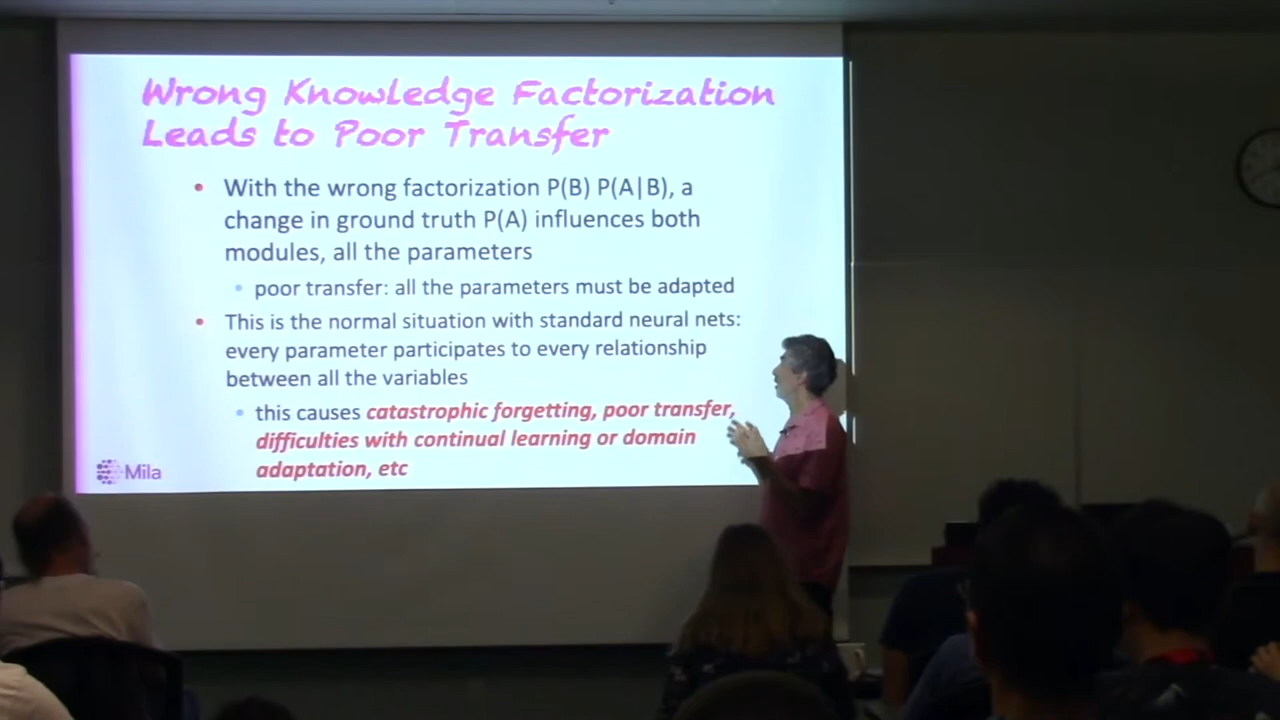 Wrong Knowledge Factorization
Leads to Poor Transfer
• With the wrong factorization P(B) P(A|B), a
change in ground truth P(A) influences both
modules, all the parameters
• poor transfer: all the parameters must be adapted
• This is the normal situation with standard neural nets:
every parameter participates to every relationship
between all the variables
• this causes catastrophic forgetting, poor transfer,
difficulties with continual learning or domain
adaptation, etc
Mila